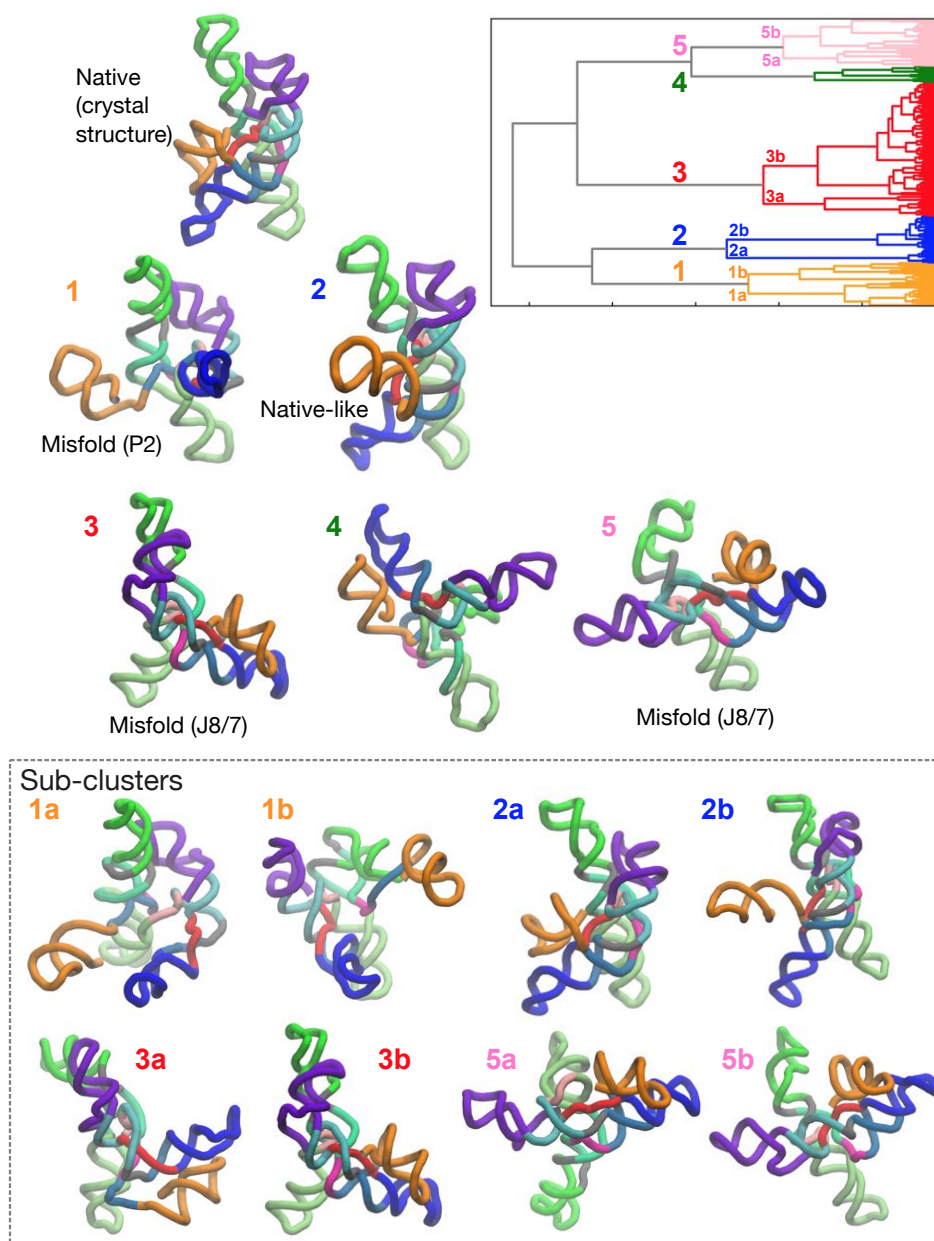 Native
(crystal
structure)
5
5b
5a
4
3
3b
3a
2
2b
2a
1
1b
1a
1
Misfold (P2)
2
Native-like
3
Misfold (J8/7)
4
5
Misfold (J8/7)
Sub-clusters
1a
1b
2a
2b
3a
3b
5a
5b